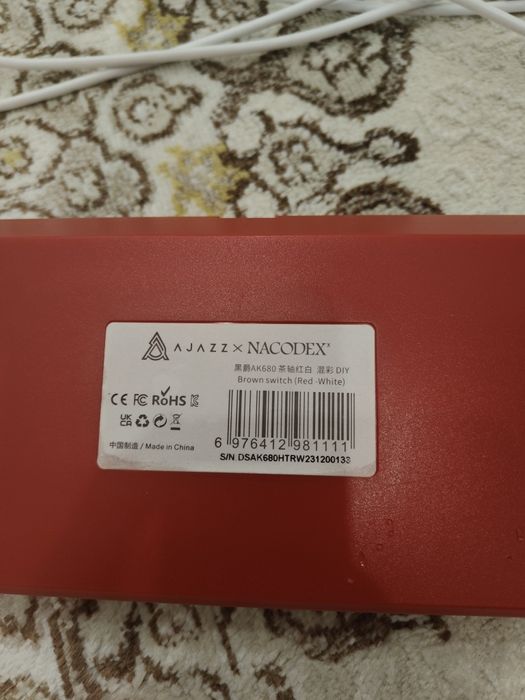 AJAZZ × NACODEX
黑爵AK680 茶轴红白 混彩 DIY
Brown switch (Red -White)
CE FC RoHS
UK CA
6 976412 981111
中国制造 / Made in China
S/N DSAK680HTRW231200133